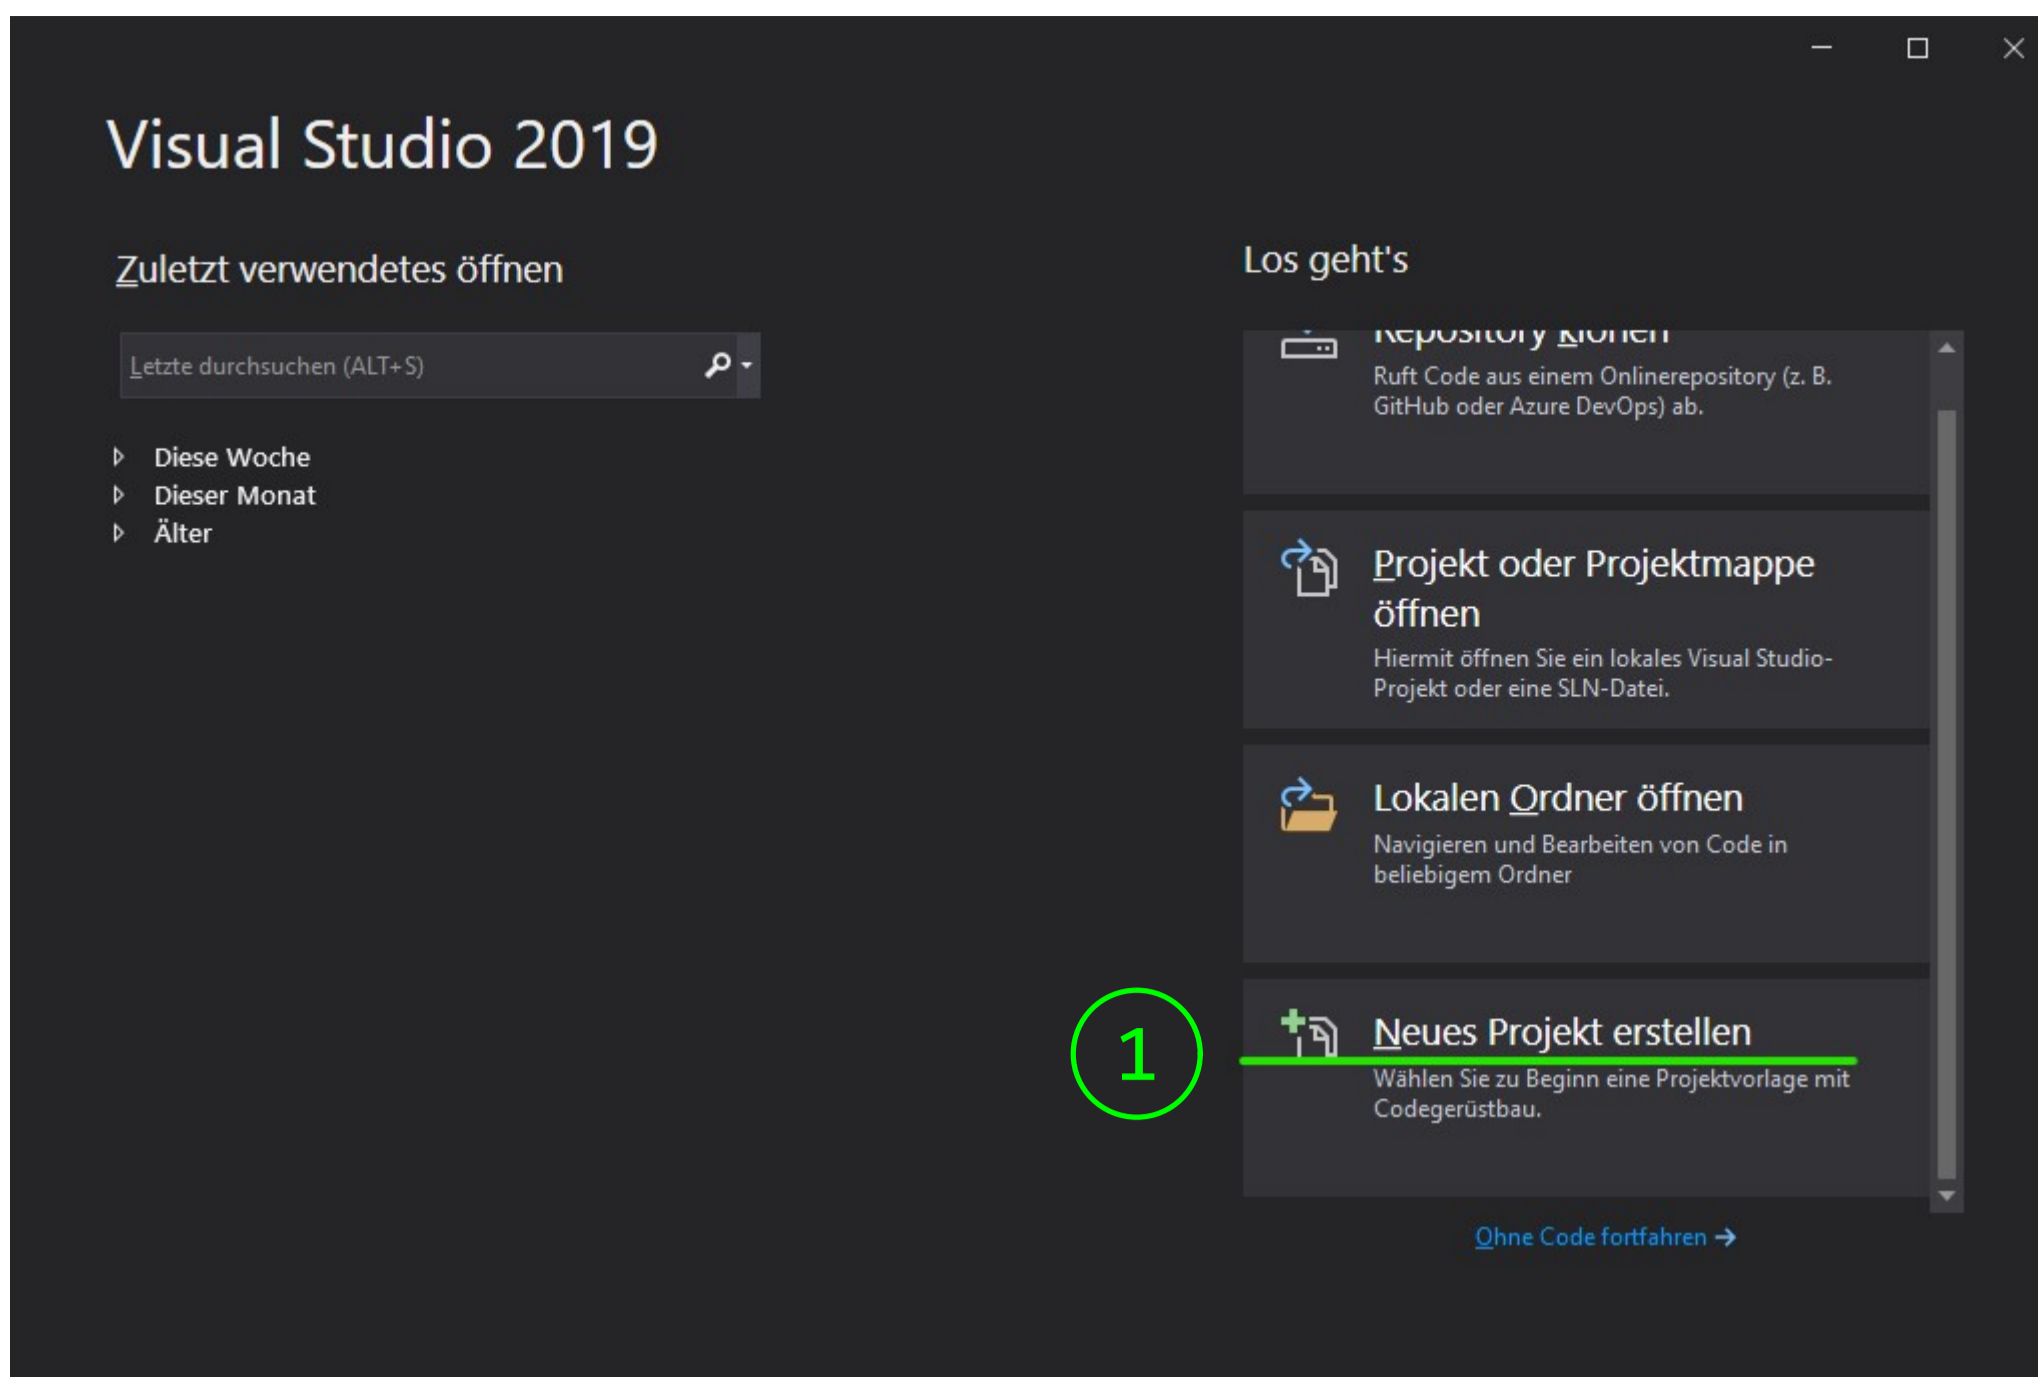 Visual Studio 2019
Zuletzt verwendetes öffnen
Letzte durchsuchen (ALT+S)
Diese Woche
Dieser Monat
Älter
Los geht's
Repository klonen
Ruft Code aus einem Onlinerepository (z. B.
GitHub oder Azure DevOps) ab.
Projekt oder Projektmappe
öffnen
Hiermit öffnen Sie ein lokales Visual Studio-
Projekt oder eine SLN-Datei.
Lokalen Ordner öffnen
Navigieren und Bearbeiten von Code in
beliebigem Ordner
1
Neues Projekt erstellen
Wählen Sie zu Beginn eine Projektvorlage mit
Codegerüstbau.
Ohne Code fortfahren →